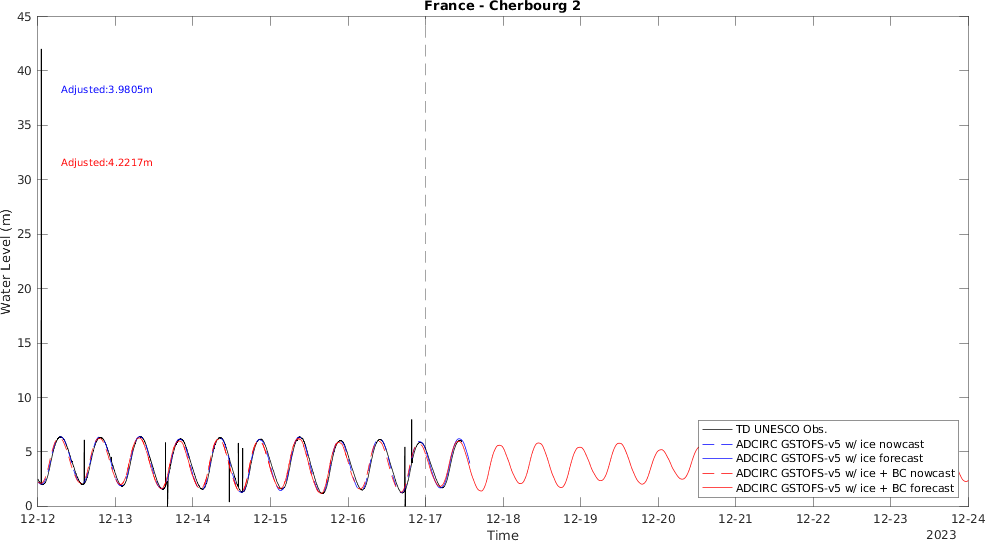 France - Cherbourg 2
45
40
35
30
25
20
15
10
5
0
Water Level (m)
Adjusted:3.9805m
Adjusted:4.2217m
TD UNESCO Obs.
ADCIRC GSTOFS-v5 w/ ice nowcast
ADCIRC GSTOFS-v5 w/ ice forecast
ADCIRC GSTOFS-v5 w/ ice + BC nowcast
ADCIRC GSTOFS-v5 w/ ice + BC forecast
12-12 12-13 12-14 12-15 12-16 12-17 12-18 12-19 12-20 12-21 12-22 12-23 12-24
Time
2023